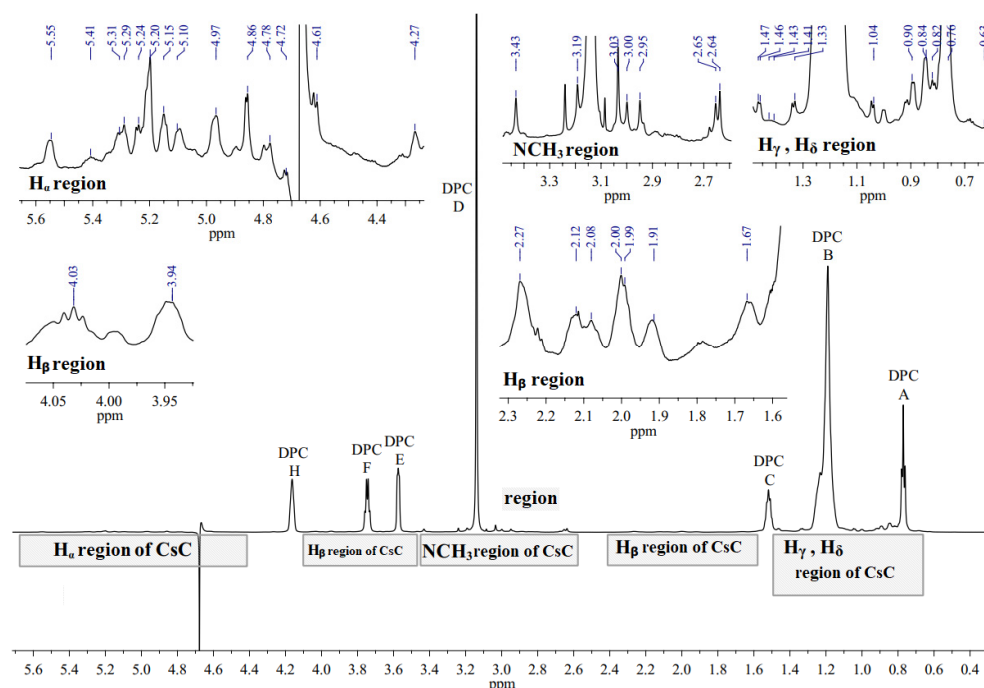 5.55 5.41 5.31 5.29 5.24 5.20 5.15 5.10 4.97 4.86 4.78 4.72 4.61 4.27
Hα region
5.6 5.4 5.2 5.0 4.8 4.6 4.4
ppm
3.43 3.19 3.03 3.00 2.95 2.65 2.64
NCH3 region
3.3 3.1 2.9 2.7
ppm
1.47 1.46 1.43 1.41 1.33 1.04 0.90 0.84 0.82 0.76 0.63
Hγ , Hδ region
1.3 1.1 0.9 0.7
ppm
4.03 3.94
Hβ region
4.05 4.00 3.95
ppm
2.27 2.12 2.08 2.00 1.99 1.91 1.67
Hβ region
2.3 2.2 2.1 2.0 1.9 1.8 1.7 1.6
ppm
DPC
H
DPC
F
DPC
E
DPC
D
DPC
C
DPC
B
DPC
A
region
Hα region of CsC
Hβ region of CsC
NCH3 region of CsC
Hβ region of CsC
Hγ , Hδ
region of CsC
5.6 5.4 5.2 5.0 4.8 4.6 4.4 4.2 4.0 3.8 3.6 3.4 3.2 3.0 2.8 2.6 2.4 2.2 2.0 1.8 1.6 1.4 1.2 1.0 0.8 0.6 0.4
ppm